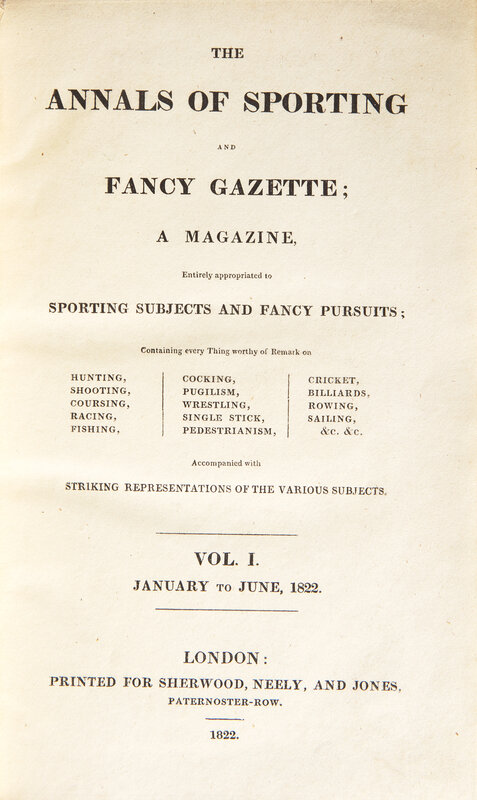 THE
ANNALS OF SPORTING
AND
FANCY GAZETTE;
A MAGAZINE,
Entirely appropriated to
SPORTING SUBJECTS AND FANCY PURSUITS;
Containing every Thing worthy of Remark on
HUNTING,
SHOOTING,
COURSING,
RACING,
FISHING,
COCKING,
PUGILISM,
WRESTLING,
SINGLE STICK,
PEDESTRIANISM,
CRICKET,
BILLIARDS,
ROWING,
SAILING,
&c. &c.
Accompanied with
STRIKING REPRESENTATIONS OF THE VARIOUS SUBJECTS.
VOL. I.
JANUARY TO JUNE, 1822.
LONDON:
PRINTED FOR SHERWOOD, NEELY, AND JONES,
PATERNOSTER-ROW.
1822.